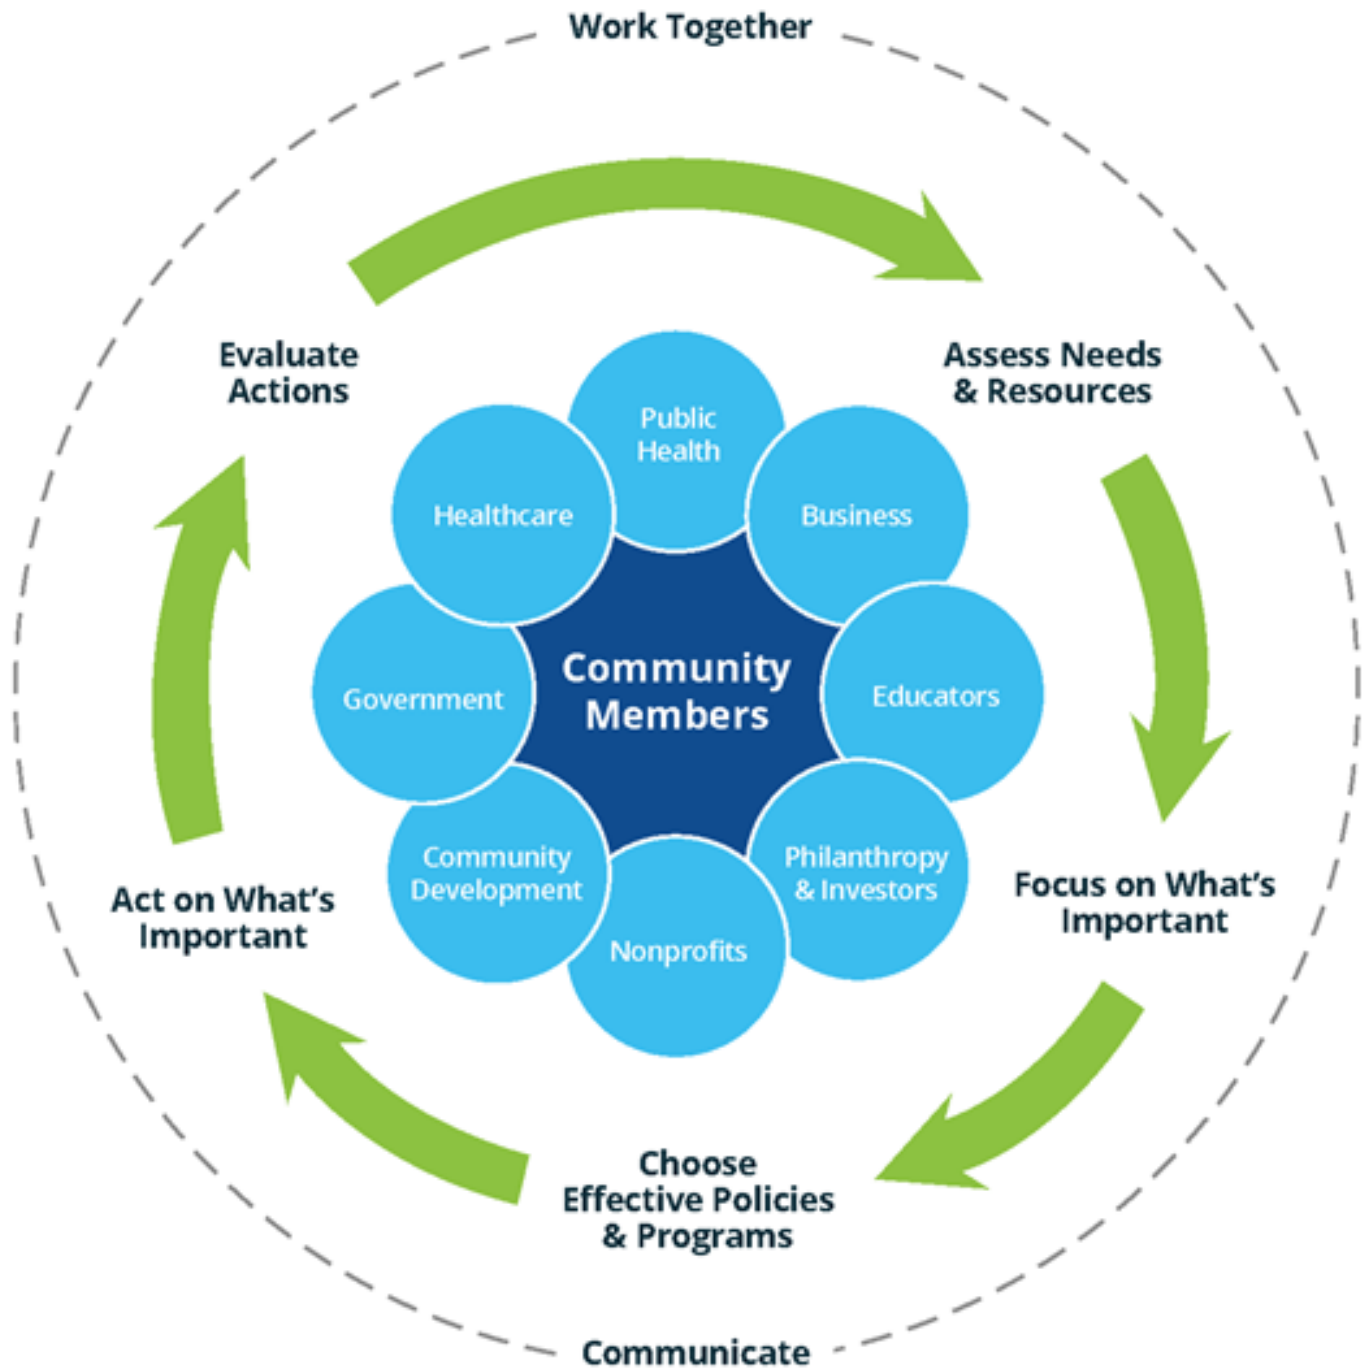 Work Together
Evaluate
Actions
Assess Needs
& Resources
Public
Health
Healthcare
Business
Community
Members
Government
Educators
Community
Development
Philanthropy
& Investors
Nonprofits
Act on What’s
Important
Focus on What’s
Important
Choose
Effective Policies
& Programs
Communicate